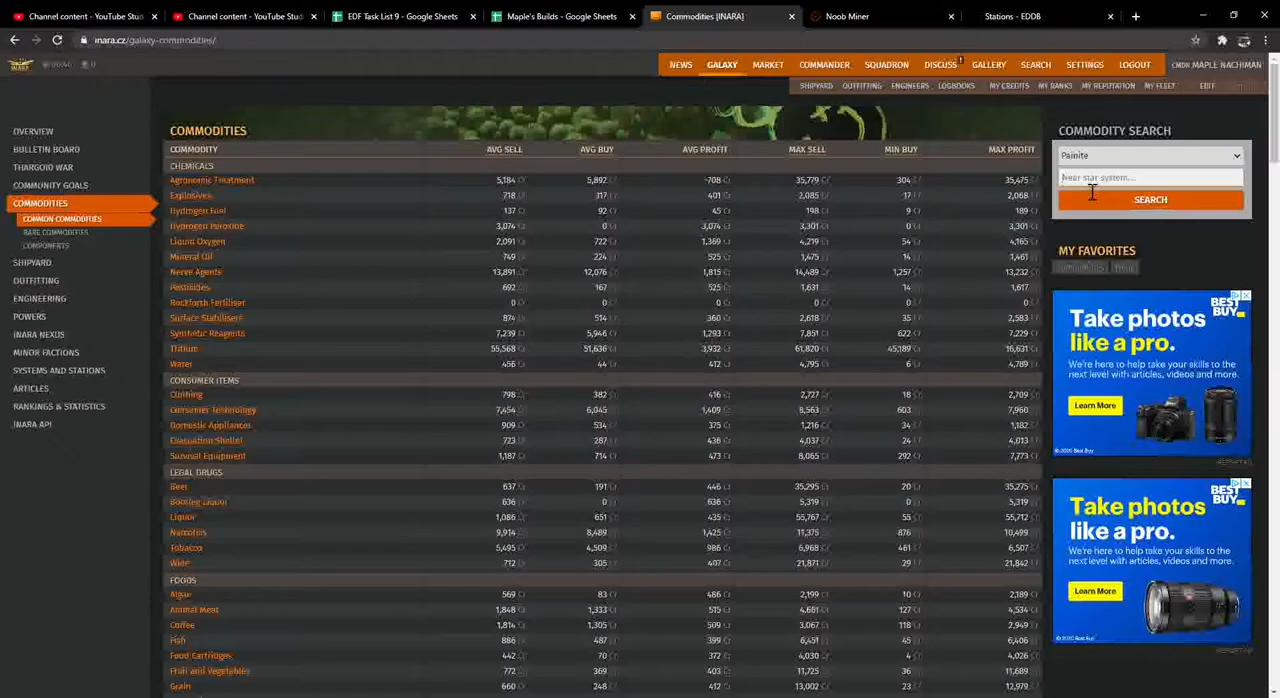 Channel content - YouTube Stud × Channel content - YouTube Stud × EDF Task List 9 - Google Sheets × Maple's Builds - Google Sheets × Commodities [INARA] × Noob Miner × Stations - EDDB ×
inara.cz/galaxy-commodities/
NEWS GALAXY MARKET COMMANDER SQUADRON DISCUSS GALLERY SEARCH SETTINGS LOGOUT CMDR MAPLE NACHIMAN
SHIPYARD OUTFITTING ENGINEERS LOGBOOKS MY CREDITS MY RANKS MY REPUTATION MY FLEET EDIT
OVERVIEW
BULLETIN BOARD
THARGOID WAR
COMMUNITY GOALS
COMMODITIES
COMMON COMMODITIES
RARE COMMODITIES
COMPONENTS
SHIPYARD
OUTFITTING
ENGINEERING
POWERS
INARA NEXUS
MINOR FACTIONS
SYSTEMS AND STATIONS
ARTICLES
RANKINGS & STATISTICS
INARA API
COMMODITIES
COMMODITY AVG SELL AVG BUY AVG PROFIT MAX SELL MIN BUY MAX PROFIT
CHEMICALS
Agronomic Treatment 5,184 5,892 -708 35,779 304 35,475
Explosives 718 317 401 2,085 17 2,068
Hydrogen Fuel 137 92 45 198 9 189
Hydrogen Peroxide 3,074 0 3,074 3,301 0 3,301
Liquid Oxygen 2,091 722 1,369 4,219 54 4,165
Mineral Oil 749 224 525 1,475 14 1,461
Nerve Agents 13,891 12,076 1,815 14,489 1,257 13,232
Pesticides 692 167 525 1,631 14 1,617
Rockforth Fertiliser 0 0 0 0 0 0
Surface Stabilisers 874 514 360 2,618 35 2,583
Synthetic Reagents 7,239 5,946 1,293 7,851 622 7,229
Tritium 55,568 51,636 3,932 61,820 45,189 16,631
Water 456 44 412 4,795 6 4,789
CONSUMER ITEMS
Clothing 798 382 416 2,727 18 2,709
Consumer Technology 7,454 6,045 1,409 8,563 603 7,960
Domestic Appliances 909 534 375 1,216 34 1,182
Evacuation Shelter 723 287 436 4,037 24 4,013
Survival Equipment 1,187 714 473 8,065 292 7,773
LEGAL DRUGS
Beer 637 191 446 35,295 20 35,275
Bootleg Liquor 636 0 636 5,319 0 5,319
Liquor 1,086 651 435 55,767 55 55,712
Narcotics 9,914 8,489 1,425 11,375 876 10,499
Tobacco 5,495 4,509 986 6,968 461 6,507
Wine 712 305 407 21,871 29 21,842
FOODS
Algae 569 83 486 2,199 10 2,189
Animal Meat 1,848 1,333 515 4,661 127 4,534
Coffee 1,814 1,305 509 3,067 118 2,949
Fish 886 487 399 6,451 45 6,406
Food Cartridges 442 70 372 4,030 4 4,026
Fruit and Vegetables 772 369 403 11,725 36 11,689
Grain 660 248 412 13,002 23 12,979
COMMODITY SEARCH
Painite
Near star system...
SEARCH
MY FAVORITES
BEST
BUY
Take photos
like a pro.
We're here to help take your skills to the
next level with articles, videos and more.
Learn More
© 2020 Best Buy
BEST
BUY
Take photos
like a pro.
We're here to help take your skills to the
next level with articles, videos and more.
Learn More
© 2020 Best Buy